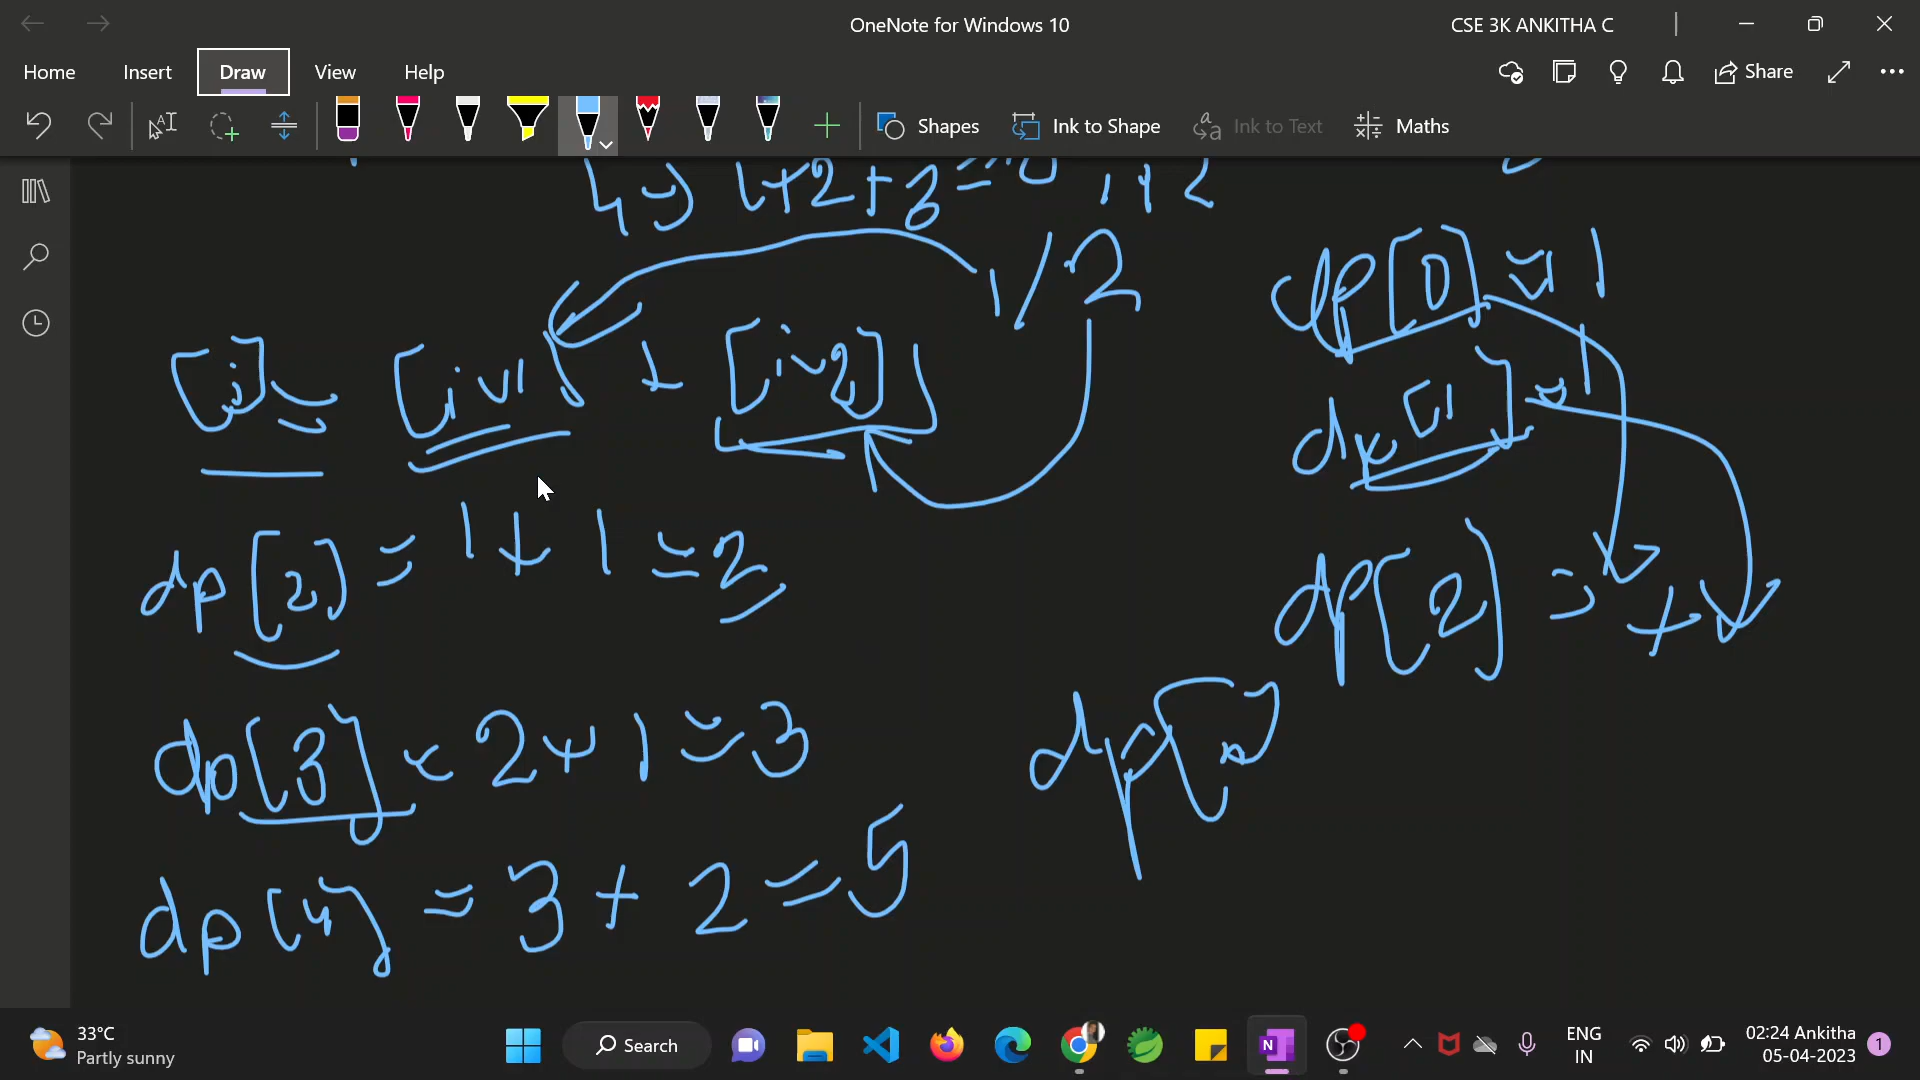 OneNote for Windows 10
CSE 3K ANKITHA C
Home Insert Draw View Help
Share
Shapes Ink to Shape Ink to Text Maths
1/2
dp[0] = 1
[i] = [i-1] + [i-2]
dp[1] = 1
dp[2] = 1 + 1 = 2
dp[2] = +
dp[3] = 2 + 1 = 3
dp[n]
dp[4] = 3 + 2 = 5
33°C
Partly sunny
Search
ENG
IN
02:24 Ankitha
05-04-2023
1